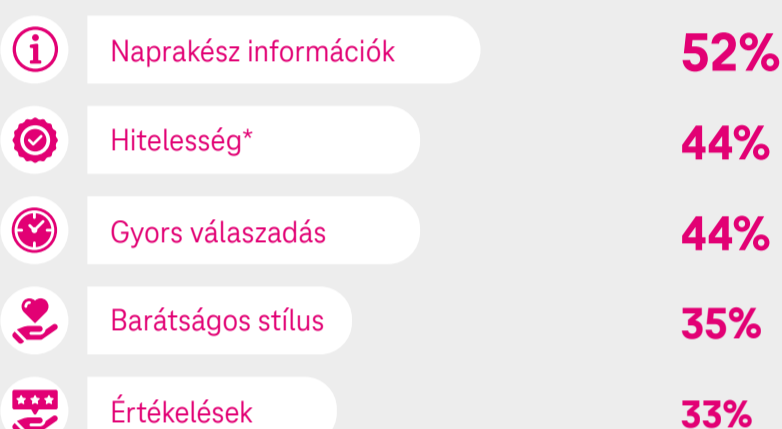 Naprakész információk 52%
Hitelesség* 44%
Gyors válaszadás 44%
Barátságos stílus 35%
Értékelések 33%